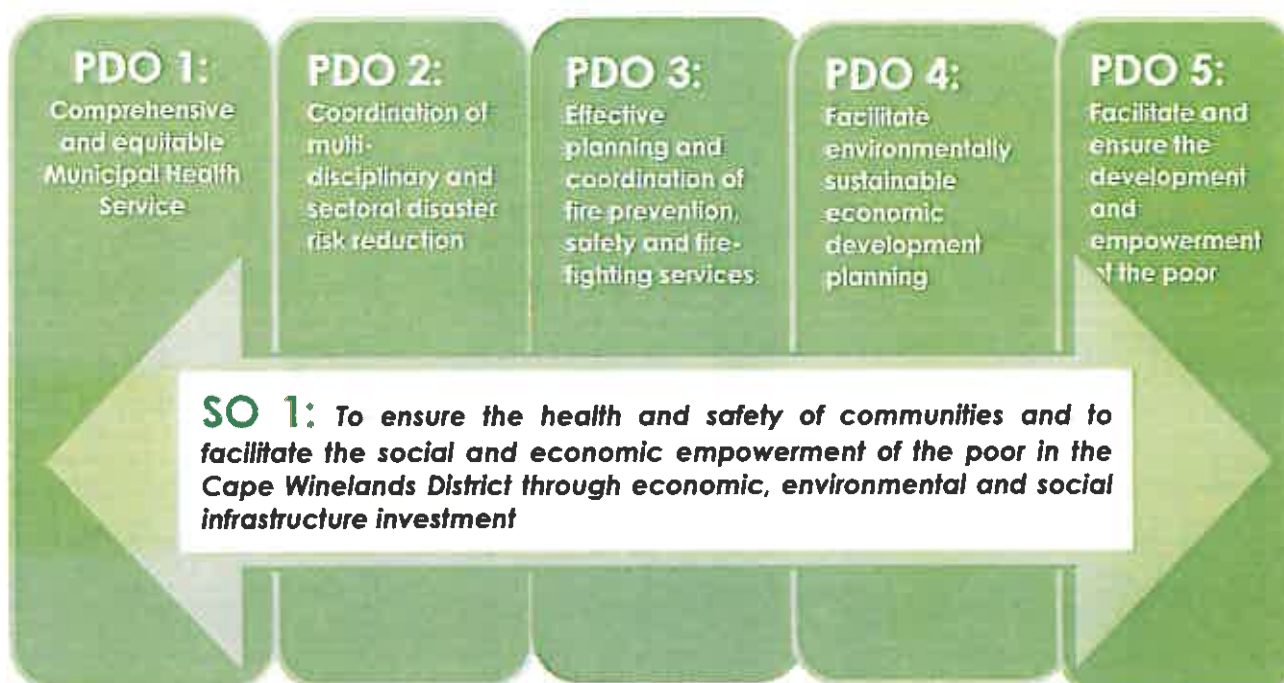 PDO 1:
Comprehensive
and equitable
Municipal Health
Service
PDO 2:
Coordination of
multi-
disciplinary and
sectoral disaster
risk reduction
PDO 3:
Effective
planning and
coordination of
fire prevention,
safety and fire-
fighting services
PDO 4:
Facilitate
environmentally
sustainable
economic
development
planning
PDO 5:
Facilitate and
ensure the
development
and
empowerment
of the poor
SO 1: To ensure the health and safety of communities and to
facilitate the social and economic empowerment of the poor in the
Cape Winelands District through economic, environmental and social
infrastructure investment